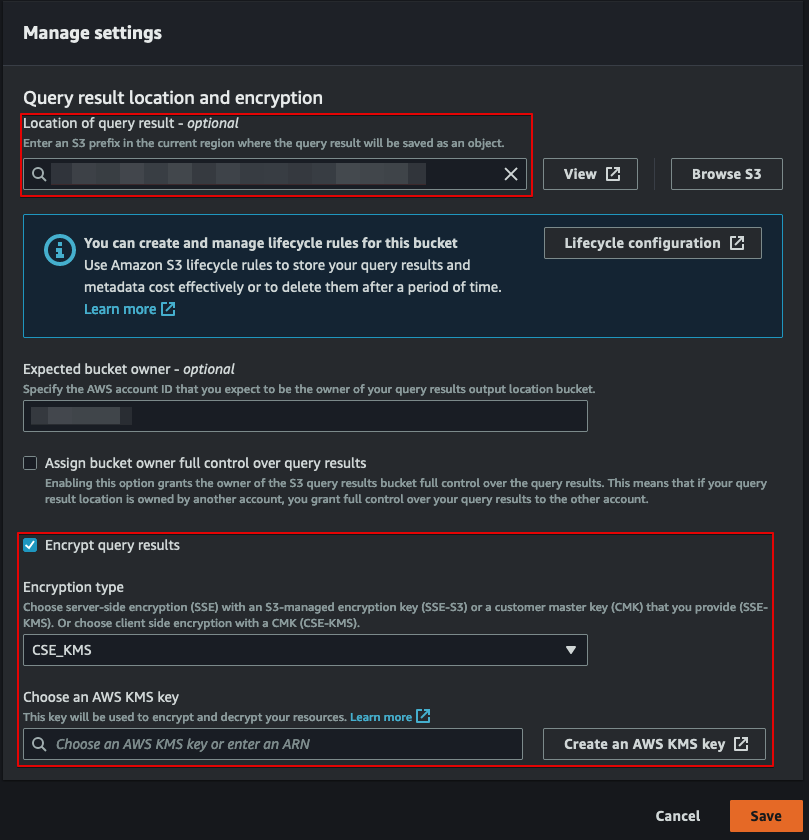 Manage settings
Query result location and encryption
Location of query result - optional
Enter an S3 prefix in the current region where the query result will be saved as an object.
View
Browse S3
You can create and manage lifecycle rules for this bucket
Lifecycle configuration
Use Amazon S3 lifecycle rules to store your query results and
metadata cost effectively or to delete them after a period of time.
Learn more
Expected bucket owner - optional
Specify the AWS account ID that you expect to be the owner of your query results output location bucket.
Assign bucket owner full control over query results
Enabling this option grants the owner of the S3 query results bucket full control over the query results. This means that if your query
result location is owned by another account, you grant full control over your query results to the other account.
Encrypt query results
Encryption type
Choose server-side encryption (SSE) with an S3-managed encryption key (SSE-S3) or a customer master key (CMK) that you provide (SSE-
KMS). Or choose client side encryption with a CMK (CSE-KMS).
CSE_KMS
Choose an AWS KMS key
This key will be used to encrypt and decrypt your resources. Learn more
Choose an AWS KMS key or enter an ARN
Create an AWS KMS key
Cancel
Save